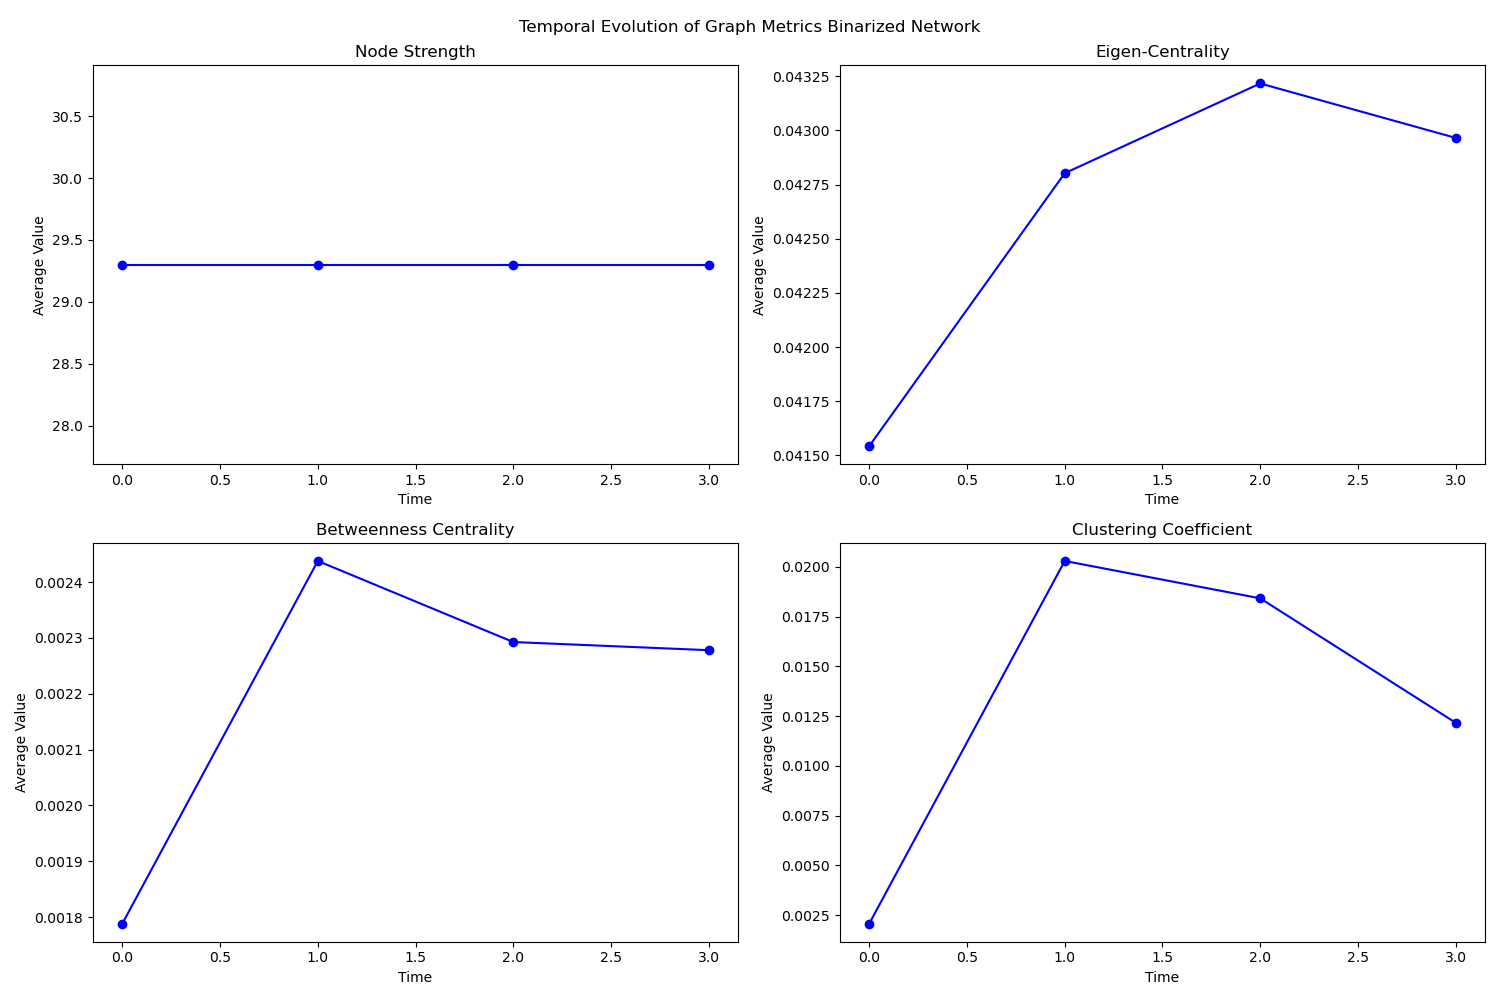 Temporal Evolution of Graph Metrics Binarized Network
Node Strength
Average Value
30.5
30.0
29.5
29.0
28.5
28.0
0.0 0.5 1.0 1.5 2.0 2.5 3.0
Time
Eigen-Centrality
Average Value
0.04325
0.04300
0.04275
0.04250
0.04225
0.04200
0.04175
0.04150
0.0 0.5 1.0 1.5 2.0 2.5 3.0
Time
Betweenness Centrality
Average Value
0.0024
0.0023
0.0022
0.0021
0.0020
0.0019
0.0018
0.0 0.5 1.0 1.5 2.0 2.5 3.0
Time
Clustering Coefficient
Average Value
0.0200
0.0175
0.0150
0.0125
0.0100
0.0075
0.0050
0.0025
0.0 0.5 1.0 1.5 2.0 2.5 3.0
Time